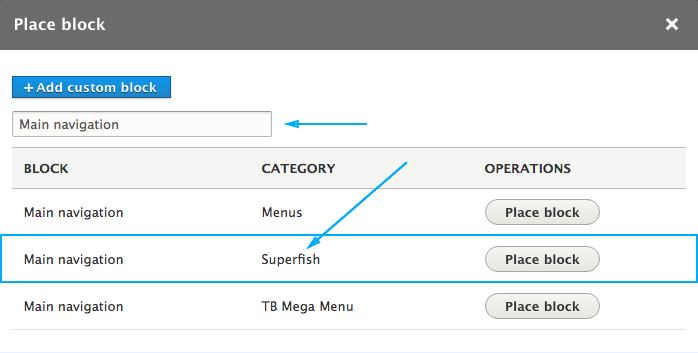 Place block
+ Add custom block
Main navigation
BLOCK CATEGORY OPERATIONS
Main navigation Menus Place block
Main navigation Superfish Place block
Main navigation TB Mega Menu Place block